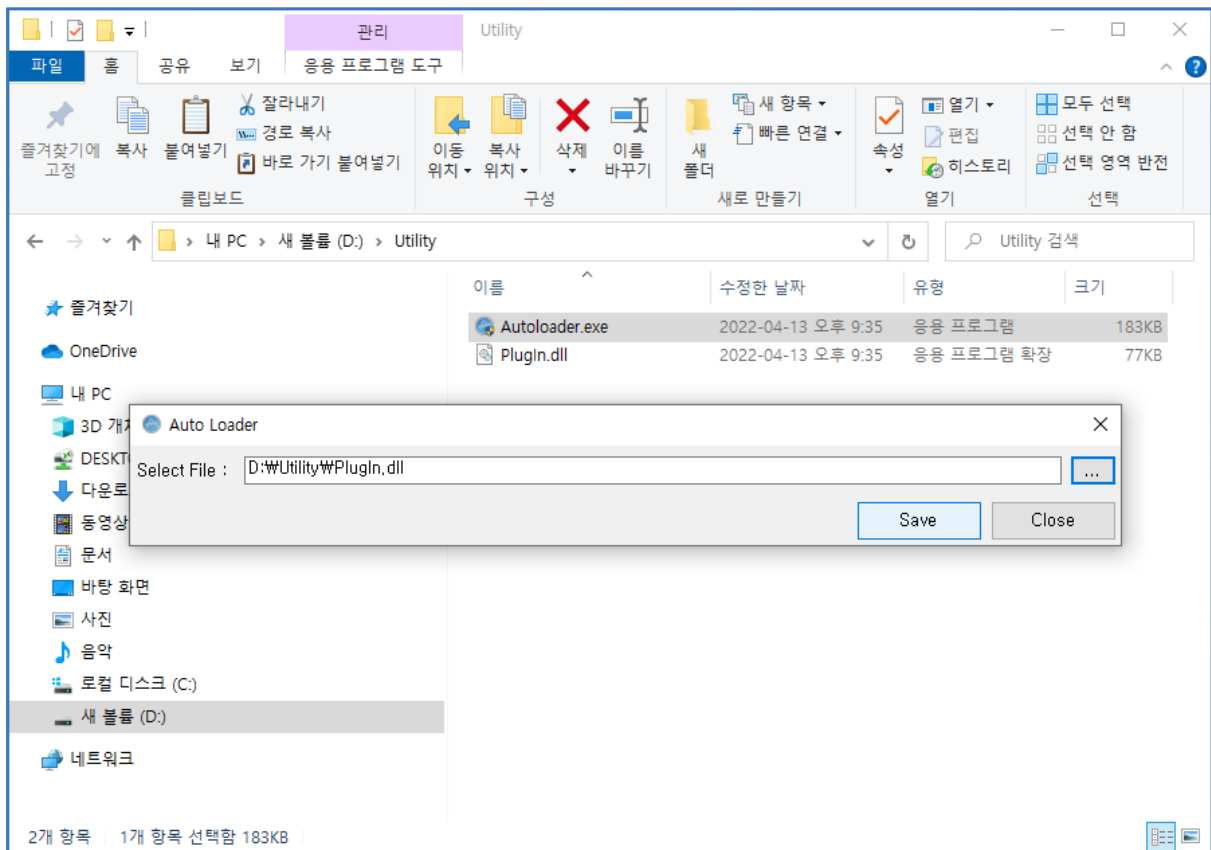 관리
Utility
파일
홈
공유
보기
응용 프로그램 도구
즐겨찾기에
고정
복사
붙여넣기
잘라내기
경로 복사
바로 가기 붙여넣기
클립보드
이동
위치
복사
위치
삭제
이름
바꾸기
구성
새
폴더
새 항목
빠른 연결
새로 만들기
속성
열기
편집
히스토리
열기
모두 선택
선택 안 함
선택 영역 반전
선택
내 PC › 새 볼륨 (D:) › Utility
Utility 검색
이름
수정한 날짜
유형
크기
Autoloader.exe
2022-04-13 오후 9:35
응용 프로그램
183KB
PlugIn.dll
2022-04-13 오후 9:35
응용 프로그램 확장
77KB
즐겨찾기
OneDrive
내 PC
3D 개
DESKT
다운로
동영상
문서
바탕 화면
사진
음악
로컬 디스크 (C:)
새 볼륨 (D:)
네트워크
Auto Loader
Select File :
D:₩Utility₩PlugIn.dll
...
Save
Close
2개 항목
1개 항목 선택함 183KB